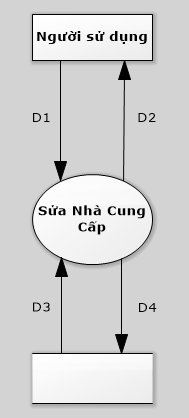 Người sử dụng
D1
D2
Sửa Nhà Cung
Cấp
D3
D4